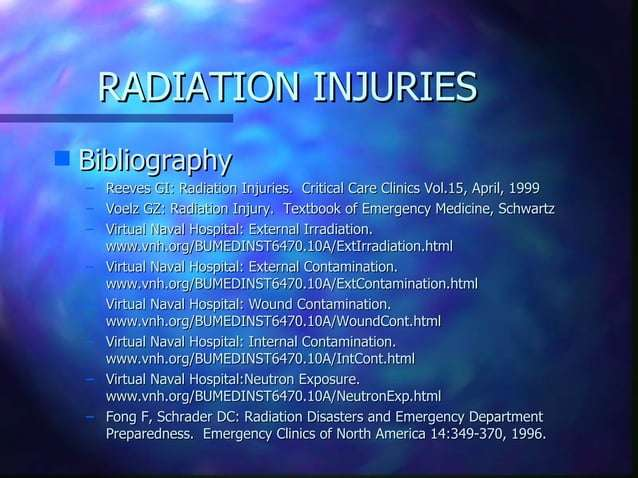 RADIATION INJURIES
Bibliography
– Reeves GI: Radiation Injuries.  Critical Care Clinics Vol.15, April, 1999
– Voelz GZ: Radiation Injury.  Textbook of Emergency Medicine, Schwartz
– Virtual Naval Hospital: External Irradiation.
www.vnh.org/BUMEDINST6470.10A/ExtIrradiation.html
– Virtual Naval Hospital: External Contamination.
www.vnh.org/BUMEDINST6470.10A/ExtContamination.html
Virtual Naval Hospital: Wound Contamination.
www.vnh.org/BUMEDINST6470.10A/WoundCont.html
– Virtual Naval Hospital: Internal Contamination.
www.vnh.org/BUMEDINST6470.10A/IntCont.html
– Virtual Naval Hospital:Neutron Exposure.
www.vnh.org/BUMEDINST6470.10A/NeutronExp.html
– Fong F, Schrader DC: Radiation Disasters and Emergency Department
Preparedness.  Emergency Clinics of North America 14:349-370, 1996.